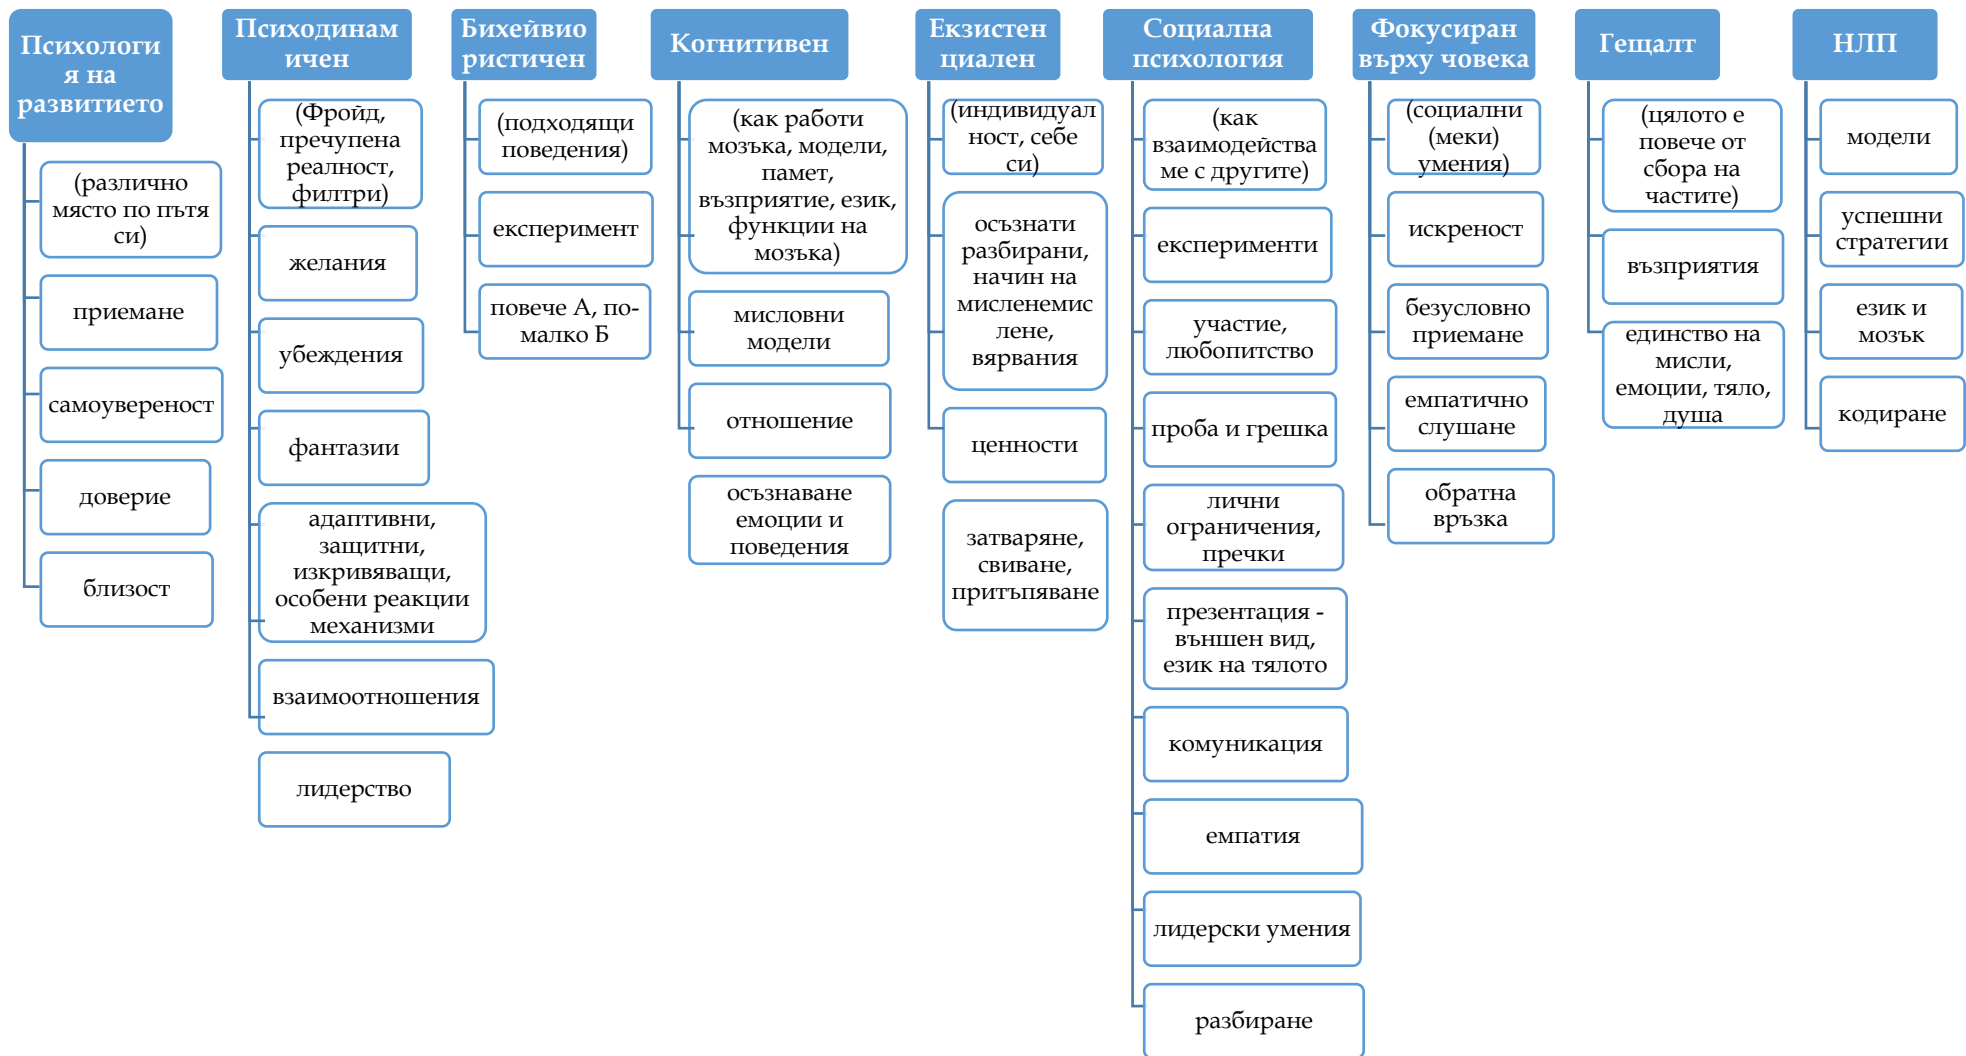 Психологи
я на
развитието
(различно
място по пътя
си)
приемане
самоувереност
доверие
близост
Психодинам
ичен
(Фройд,
пречупена
реалност,
филтри)
желания
убеждения
фантазии
адаптивни,
защитни,
изкривяващи,
особени реакции
механизми
взаимоотношения
лидерство
Бихейвио
ристичен
(подходящи
поведения)
експеримент
повече А, по-
малко Б
Когнитивен
(как работи
мозъка, модели,
памет,
възприятие, език,
функции на
мозъка)
мисловни
модели
отношение
осъзнаване
емоции и
поведения
Екзистен
циален
(индивидуал
ност, себе
си)
осъзнати
разбирани,
начин на
мисленемис
лене,
вярвания
ценности
затваряне,
свиване,
притъпяване
Социална
психология
(как
взаимодейства
ме с другите)
експерименти
участие,
любопитство
проба и грешка
лични
ограничения,
пречки
презентация -
външен вид,
език на тялото
комуникация
емпатия
лидерски умения
разбиране
Фокусиран
върху човека
(социални
(меки)
умения)
искреност
безусловно
приемане
емпатично
слушане
обратна
връзка
Гещалт
(цялото е
повече от
сбора на
частите)
възприятия
единство на
мисли,
емоции, тяло,
душа
НЛП
модели
успешни
стратегии
език и
мозък
кодиране